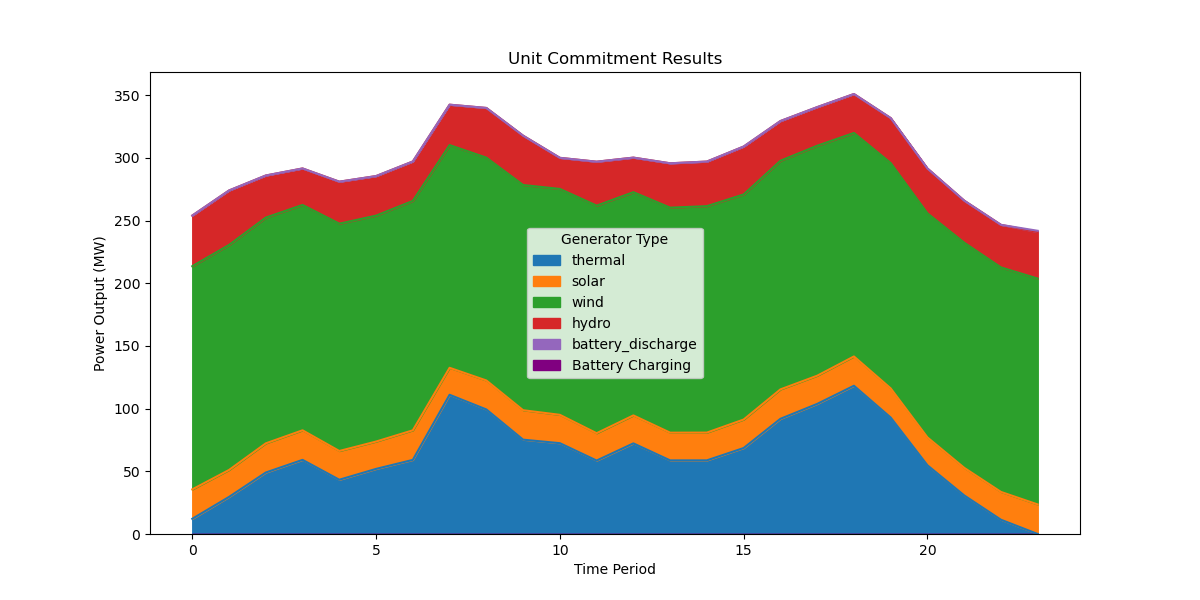 Unit Commitment Results
Power Output (MW)
350
300
250
200
150
100
50
0
Generator Type
thermal
solar
wind
hydro
battery_discharge
Battery Charging
0 5 10 15 20
Time Period